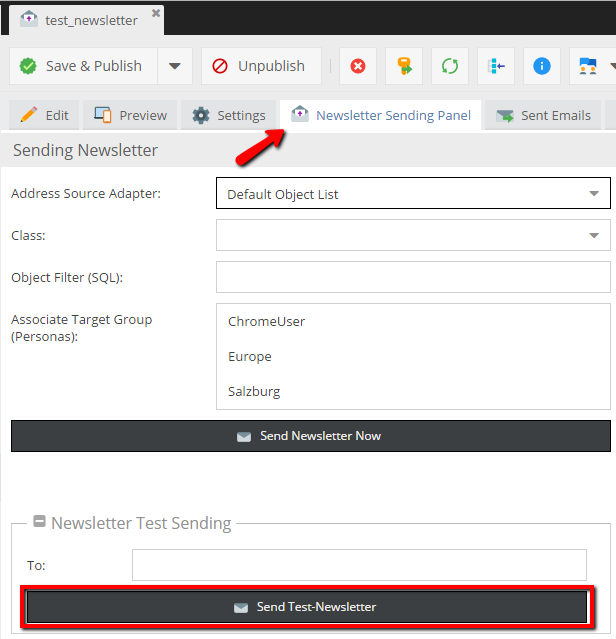 test_newsletter
Save & Publish
Unpublish
Edit
Preview
Settings
Newsletter Sending Panel
Sent Emails
Sending Newsletter
Address Source Adapter:
Default Object List
Class:
Object Filter (SQL):
Associate Target Group
(Personas):
ChromeUser
Europe
Salzburg
Send Newsletter Now
Newsletter Test Sending
To:
Send Test-Newsletter